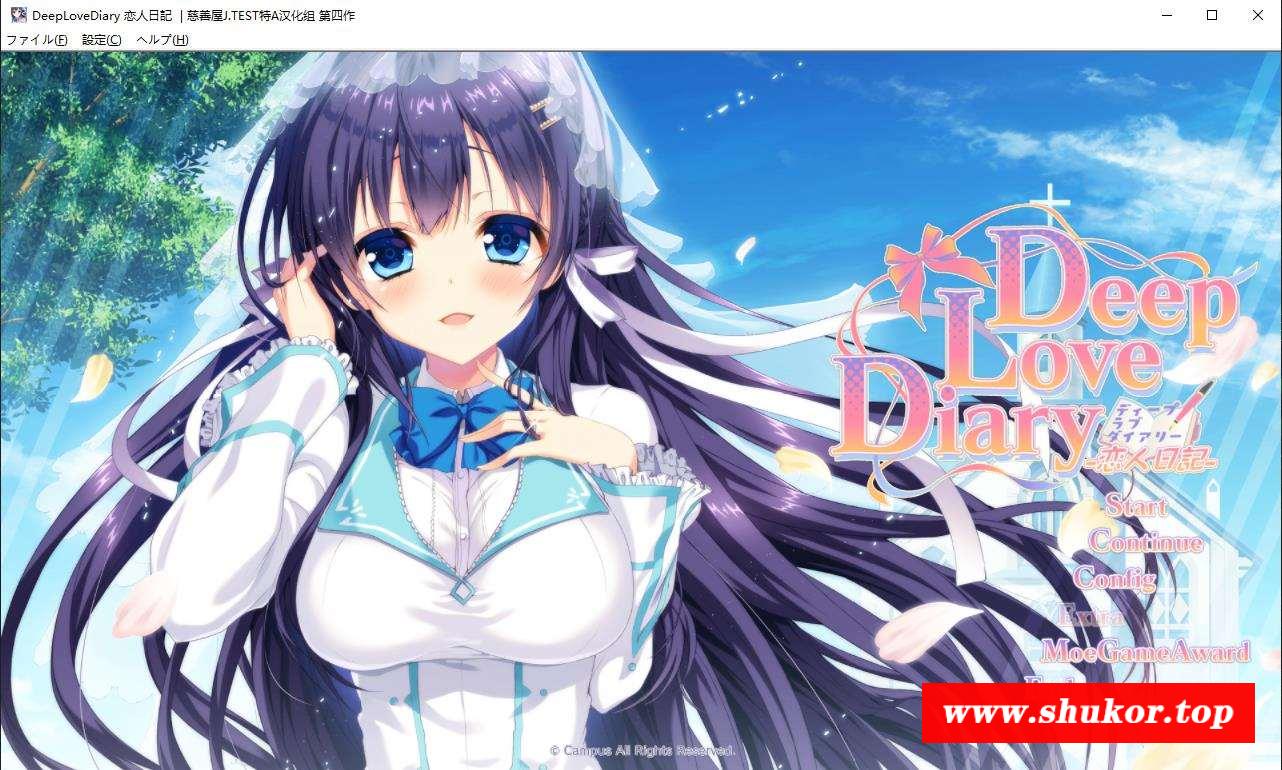 DeepLoveDiary 恋人日記 | 慈善屋J.TEST特A汉化组 第四作
ファイル(F) 設定(C) ヘルプ(H)
Deep
Love
Diary
ディープ
ラブ
ダイアリー
-恋人日記-
Start
Continue
Config
Extra
MoeGameAward
www.shukor.top
© Campus All Rights Reserved.